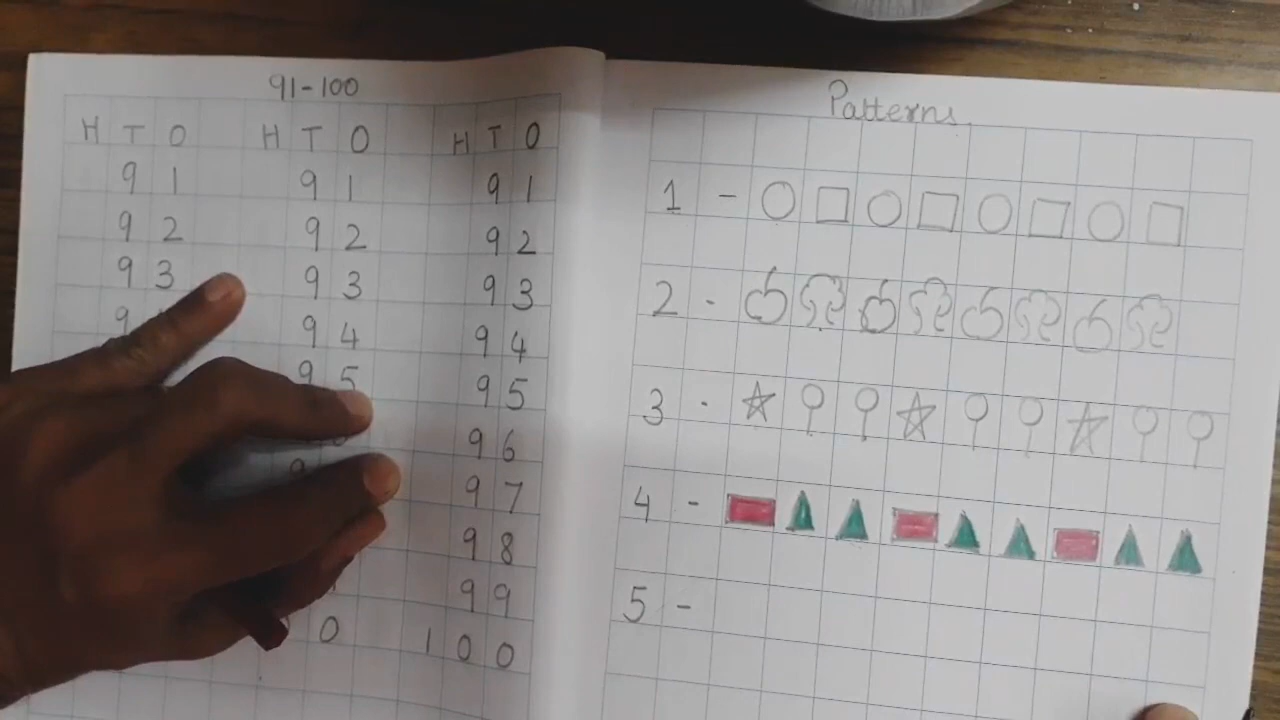 91-100
H T O H T O H T O
9 1 9 1 9 1
9 2 9 2 9 2
9 3 9 3 9 3
9 9 4 9 4
9 5 9 5
9 6
9 7
9 8
9 9
0 1 0 0
Patterns
1 -
2 -
3 -
4 -
5 -